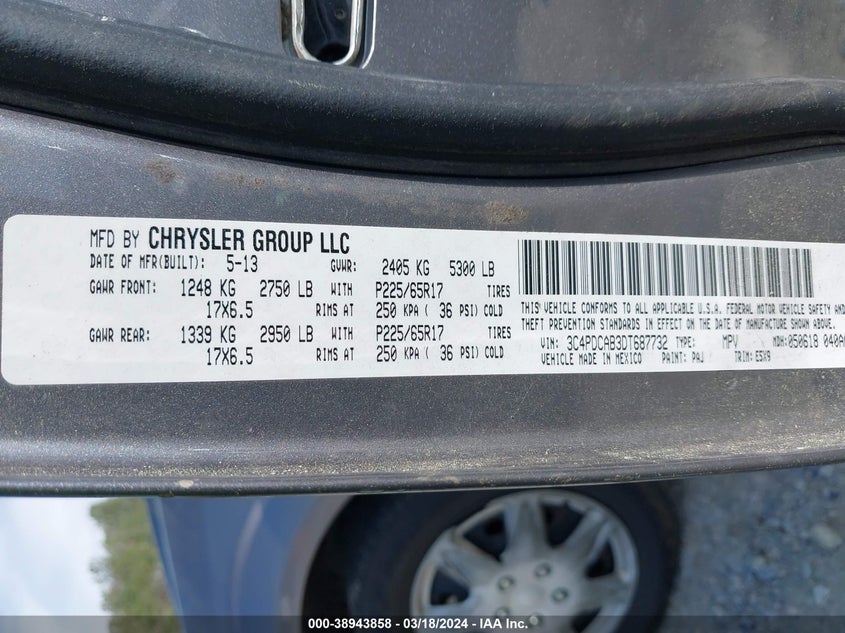 MFD BY CHRYSLER GROUP LLC
DATE OF MFR(BUILT): 5-13 GVWR: 2405 KG 5300 LB
GAWR FRONT: 1248 KG 2750 LB WITH P225/65R17 TIRES
17X6.5 RIMS AT 250 KPA ( 36 PSI) COLD
GAWR REAR: 1339 KG 2950 LB WITH P225/65R17 TIRES
17X6.5 RIMS AT 250 KPA ( 36 PSI) COLD
THIS VEHICLE CONFORMS TO ALL APPLICABLE U.S.A. FEDERAL MOTOR VEHICLE SAFETY AND
THEFT PREVENTION STANDARDS IN EFFECT ON THE DATE OF MANUFACTURE SHOWN ABOVE
VIN: 3C4PDCAB3DT687732 TYPE: MPV MDH: 050618 040
VEHICLE MADE IN MEXICO PAINT: TRIM: E5X9
000-38943858 - 03/18/2024 - IAA Inc.